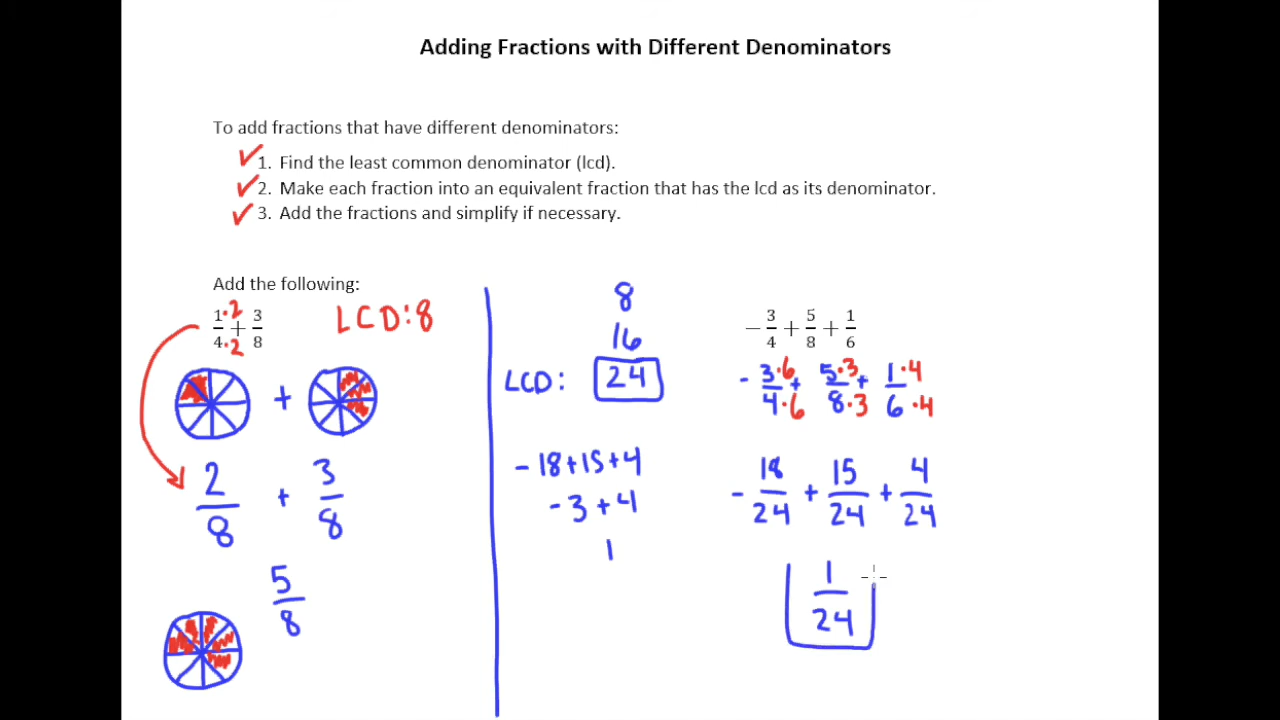 Adding Fractions with Different Denominators
To add fractions that have different denominators:
✓ 1. Find the least common denominator (lcd).
✓ 2. Make each fraction into an equivalent fraction that has the lcd as its denominator.
✓ 3. Add the fractions and simplify if necessary.
Add the following:
1·2/4·2 + 3/8
LCD:8
+
2/8 + 3/8
5/8
8
16
LCD: 24
-18+15+4
-3+4
1
−3/4 + 5/8 + 1/6
-3·6/4·6 + 5·3/8·3 + 1·4/6·4
-18/24 + 15/24 + 4/24
1/24